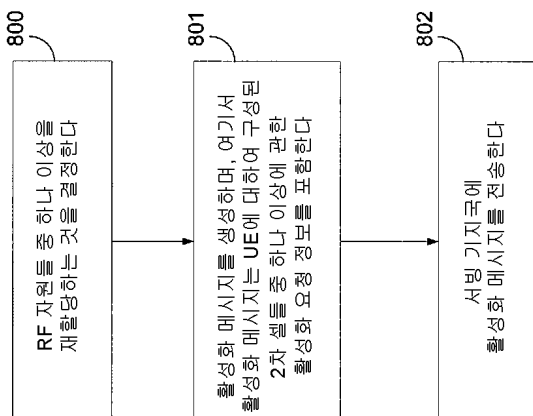 800
RF 자원들 중 하나 이상을
재할당하는 것을 결정한다
801
활성화 메시지를 생성하며, 여기서
활성화 메시지는 UE에 대하여 구성된
2차 셀들 중 하나 이상에 관한
활성화 요청 정보를 포함한다
802
서빙 기지국에
활성화 메시지를 전송한다